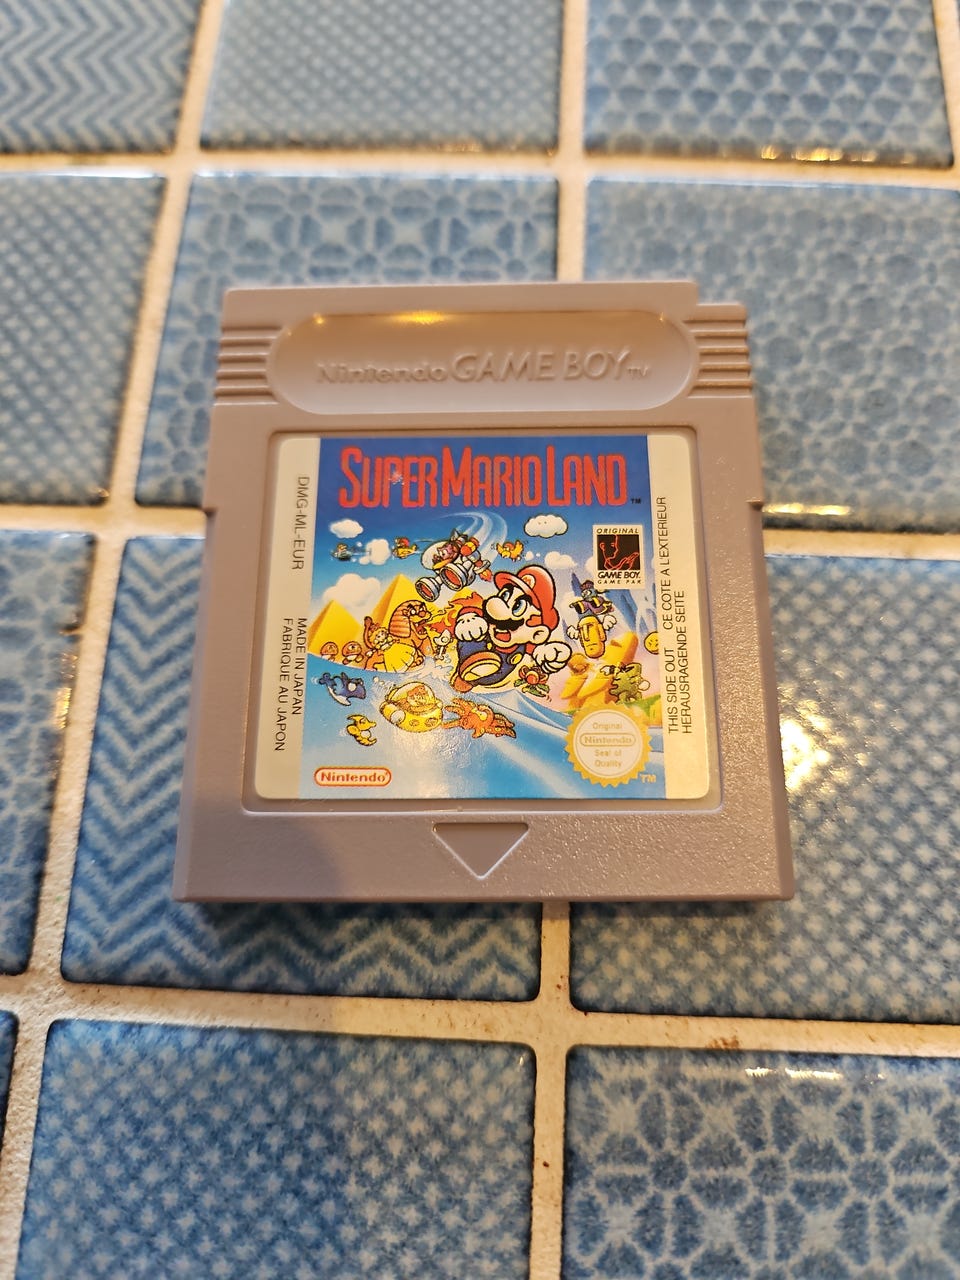 Nintendo GAME BOY TM
SUPER MARIO LAND TM
DMG-ML-EUR
MADE IN JAPAN
FABRIQUE AU JAPON
ORIGINAL
GAME BOY
GAME PAK
THIS SIDE OUT CE COTE A L'EXTERIEUR
HERAUSRAGENDE SEITE
Original
Nintendo
Seal of
Quality
TM
Nintendo